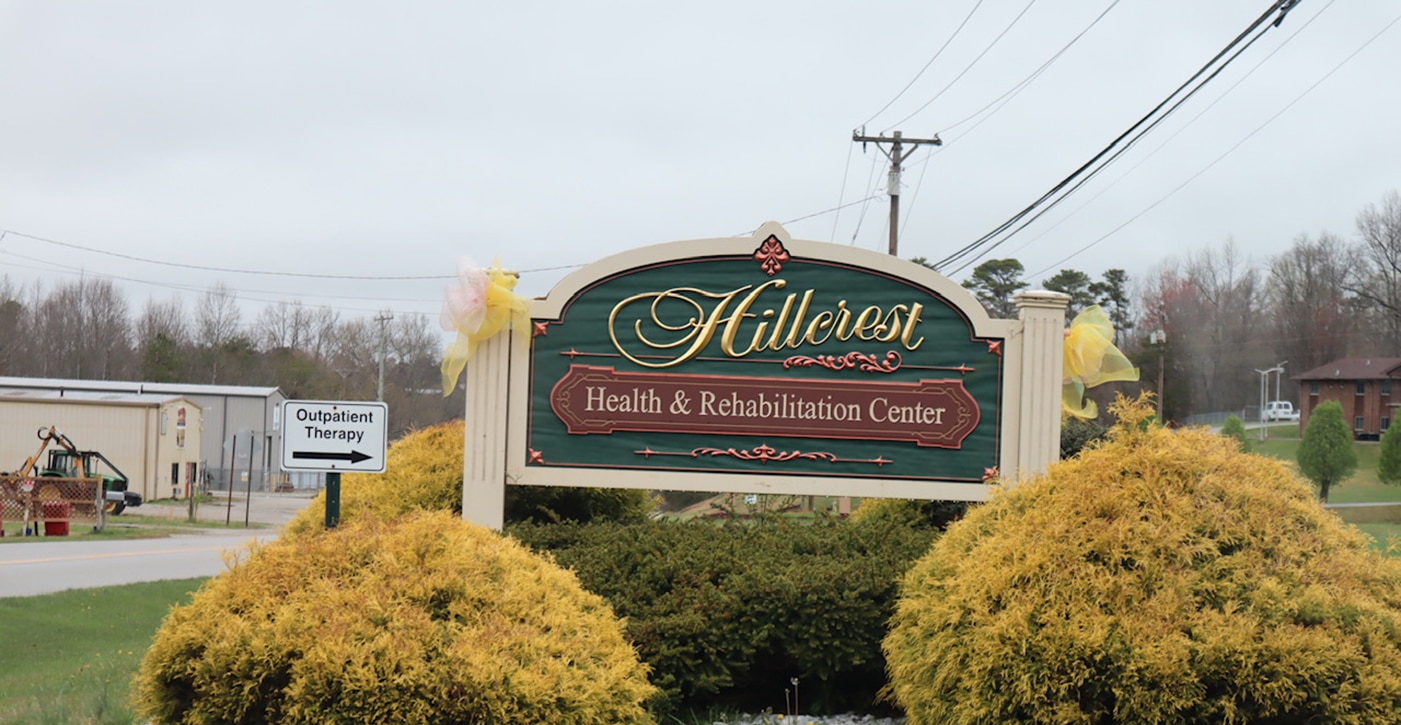 Hillcrest
Health & Rehabilitation Center
Outpatient
Therapy